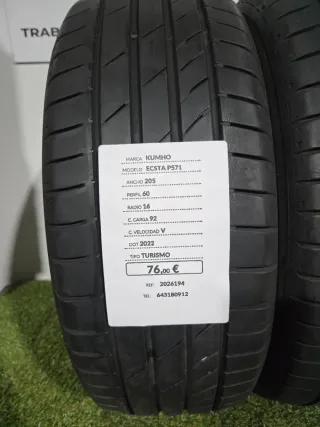 TRAB
MARCA KUMHO
MODELO ECSTA PS71
ANCHO 205
PERFIL 60
RADIO 16
C. CARGA 92
C. VELOCIDAD V
DOT 2022
TIPO TURISMO
76,00 €
REF: 2026194
TEL: 643180912